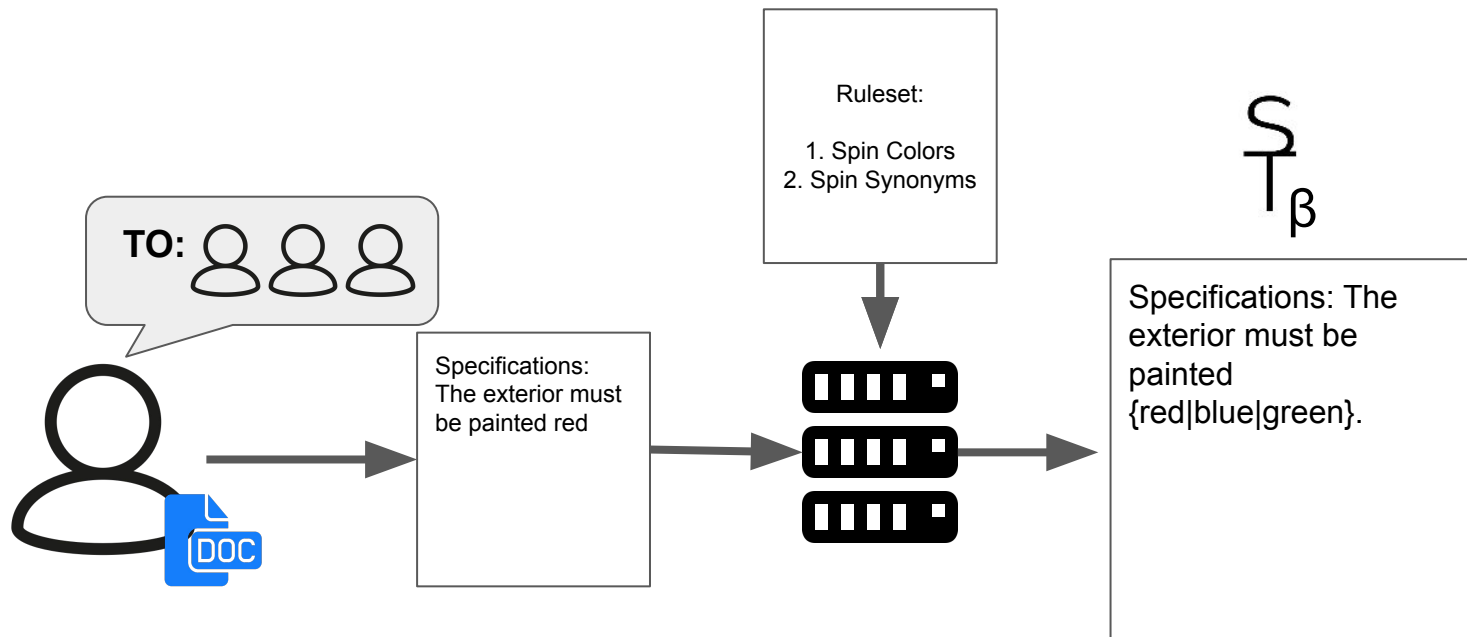 TO:
DOC
Specifications:
The exterior must
be painted red
Ruleset:
1. Spin Colors
2. Spin Synonyms
S
T β
Specifications: The
exterior must be
painted
{red|blue|green}.